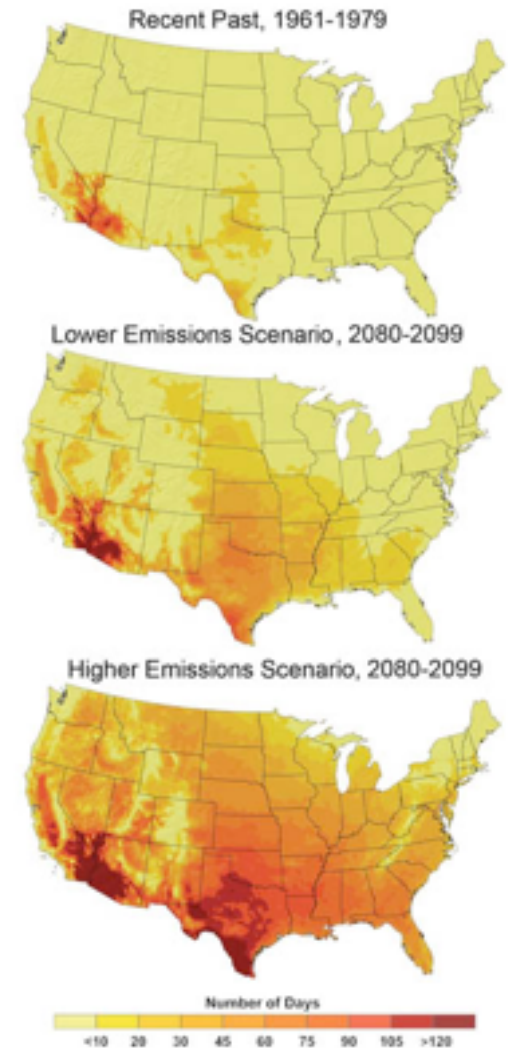 Recent Past, 1961-1979
Lower Emissions Scenario, 2080-2099
Higher Emissions Scenario, 2080-2099
Number of Days
<10 20 30 45 60 75 90 105 >120